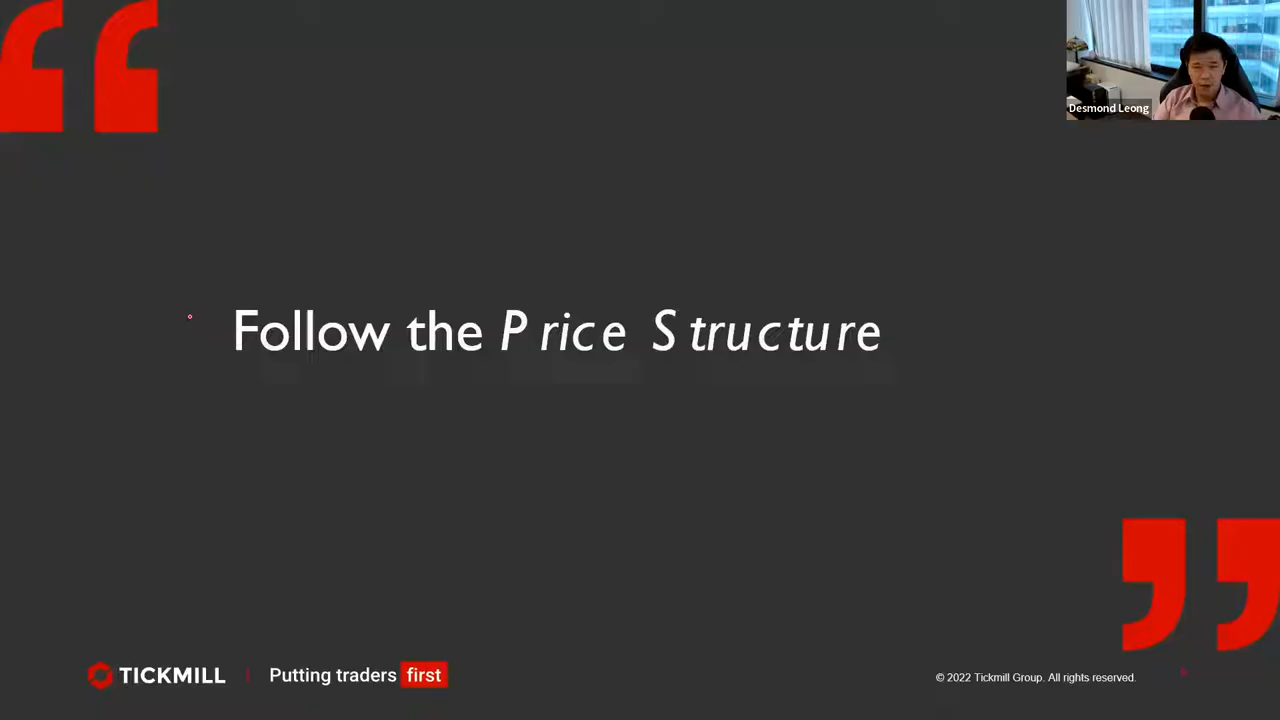 Desmond Leong
Follow the Price Structure
TICKMILL | Putting traders first
© 2022 Tickmill Group. All rights reserved.